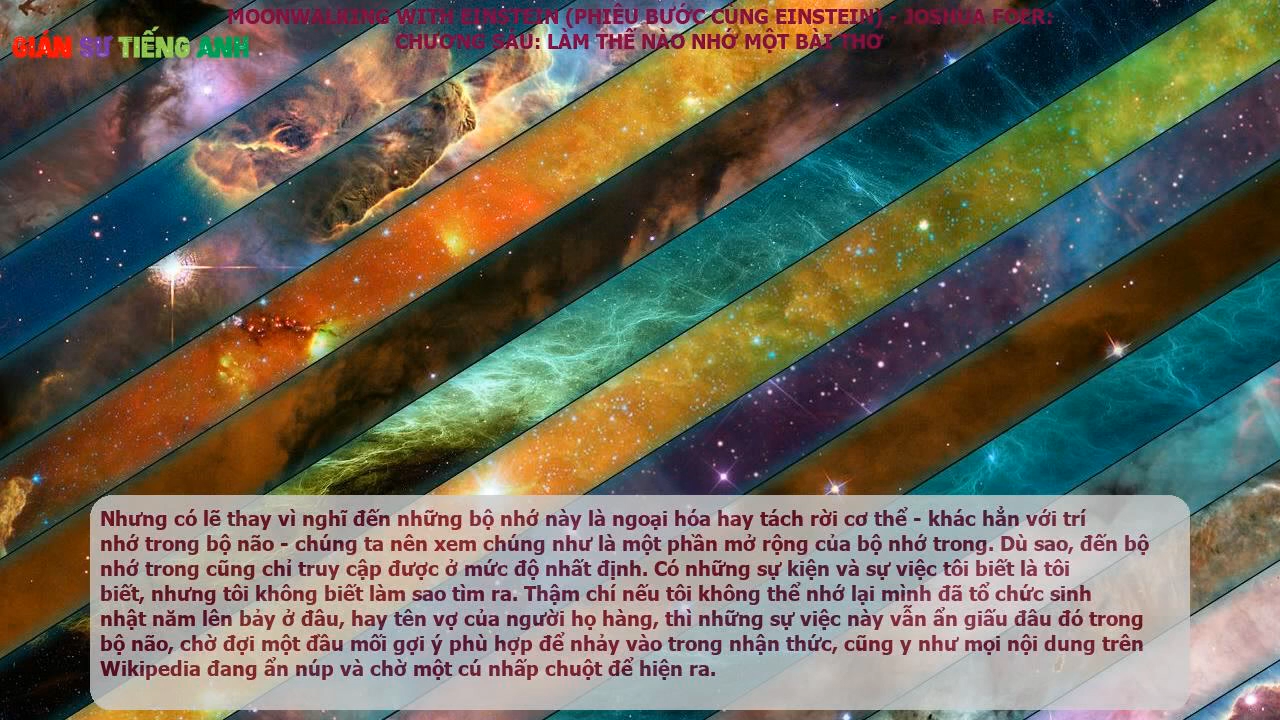 MOONWALKING WITH EINSTEIN (PHIÊU BƯỚC CÙNG EINSTEIN) - JOSHUA FOER:
CHƯƠNG SÁU: LÀM THẾ NÀO NHỚ MỘT BÀI THƠ
GIÁN SƯ TIẾNG ANH
Nhưng có lẽ thay vì nghĩ đến những bộ nhớ này là ngoại hóa hay tách rời cơ thể - khác hẳn với trí
nhớ trong bộ não - chúng ta nên xem chúng như là một phần mở rộng của bộ nhớ trong. Dù sao, đến bộ
nhớ trong cũng chỉ truy cập được ở mức độ nhất định. Có những sự kiện và sự việc tôi biết là tôi
biết, nhưng tôi không biết làm sao tìm ra. Thậm chí nếu tôi không thể nhớ lại mình đã tổ chức sinh
nhật năm lên bảy ở đâu, hay tên vợ của người họ hàng, thì những sự việc này vẫn ẩn giấu đâu đó trong
bộ não, chờ đợi một đầu mối gợi ý phù hợp để nhảy vào trong nhận thức, cũng y như mọi nội dung trên
Wikipedia đang ẩn núp và chờ một cú nhấp chuột để hiện ra.